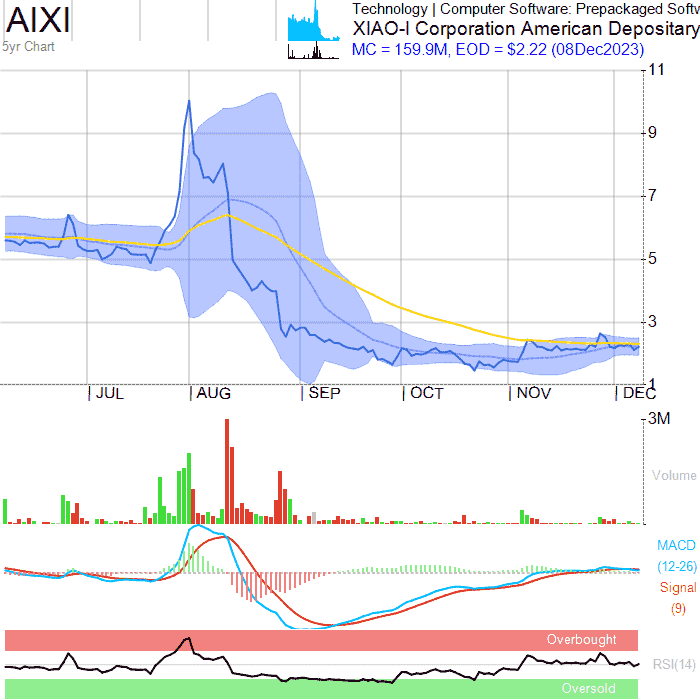 AIXI
5yr Chart
Technology | Computer Software: Prepackaged Softw
XIAO-I Corporation American Depositary
MC = 159.9M, EOD = $2.22 (08Dec2023)
11
9
7
5
3
1
JUL AUG SEP OCT NOV DEC
3M
Volume
MACD
(12-26)
Signal
(9)
Overbought
RSI(14)
Oversold